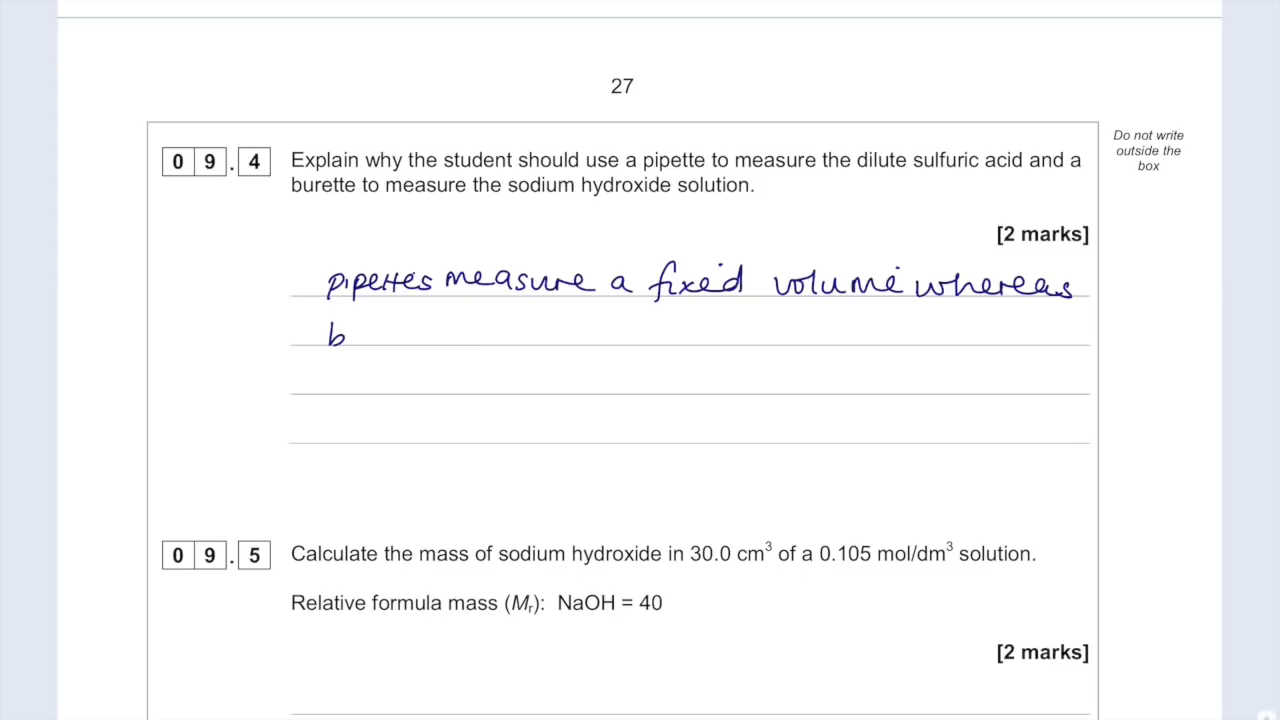 27
Do not write
outside the
box
0 9 . 4 Explain why the student should use a pipette to measure the dilute sulfuric acid and a
burette to measure the sodium hydroxide solution.
[2 marks]
pipettes measure a fixed volume whereas
b
0 9 . 5 Calculate the mass of sodium hydroxide in 30.0 cm³ of a 0.105 mol/dm³ solution.
Relative formula mass (Mᵣ): NaOH = 40
[2 marks]